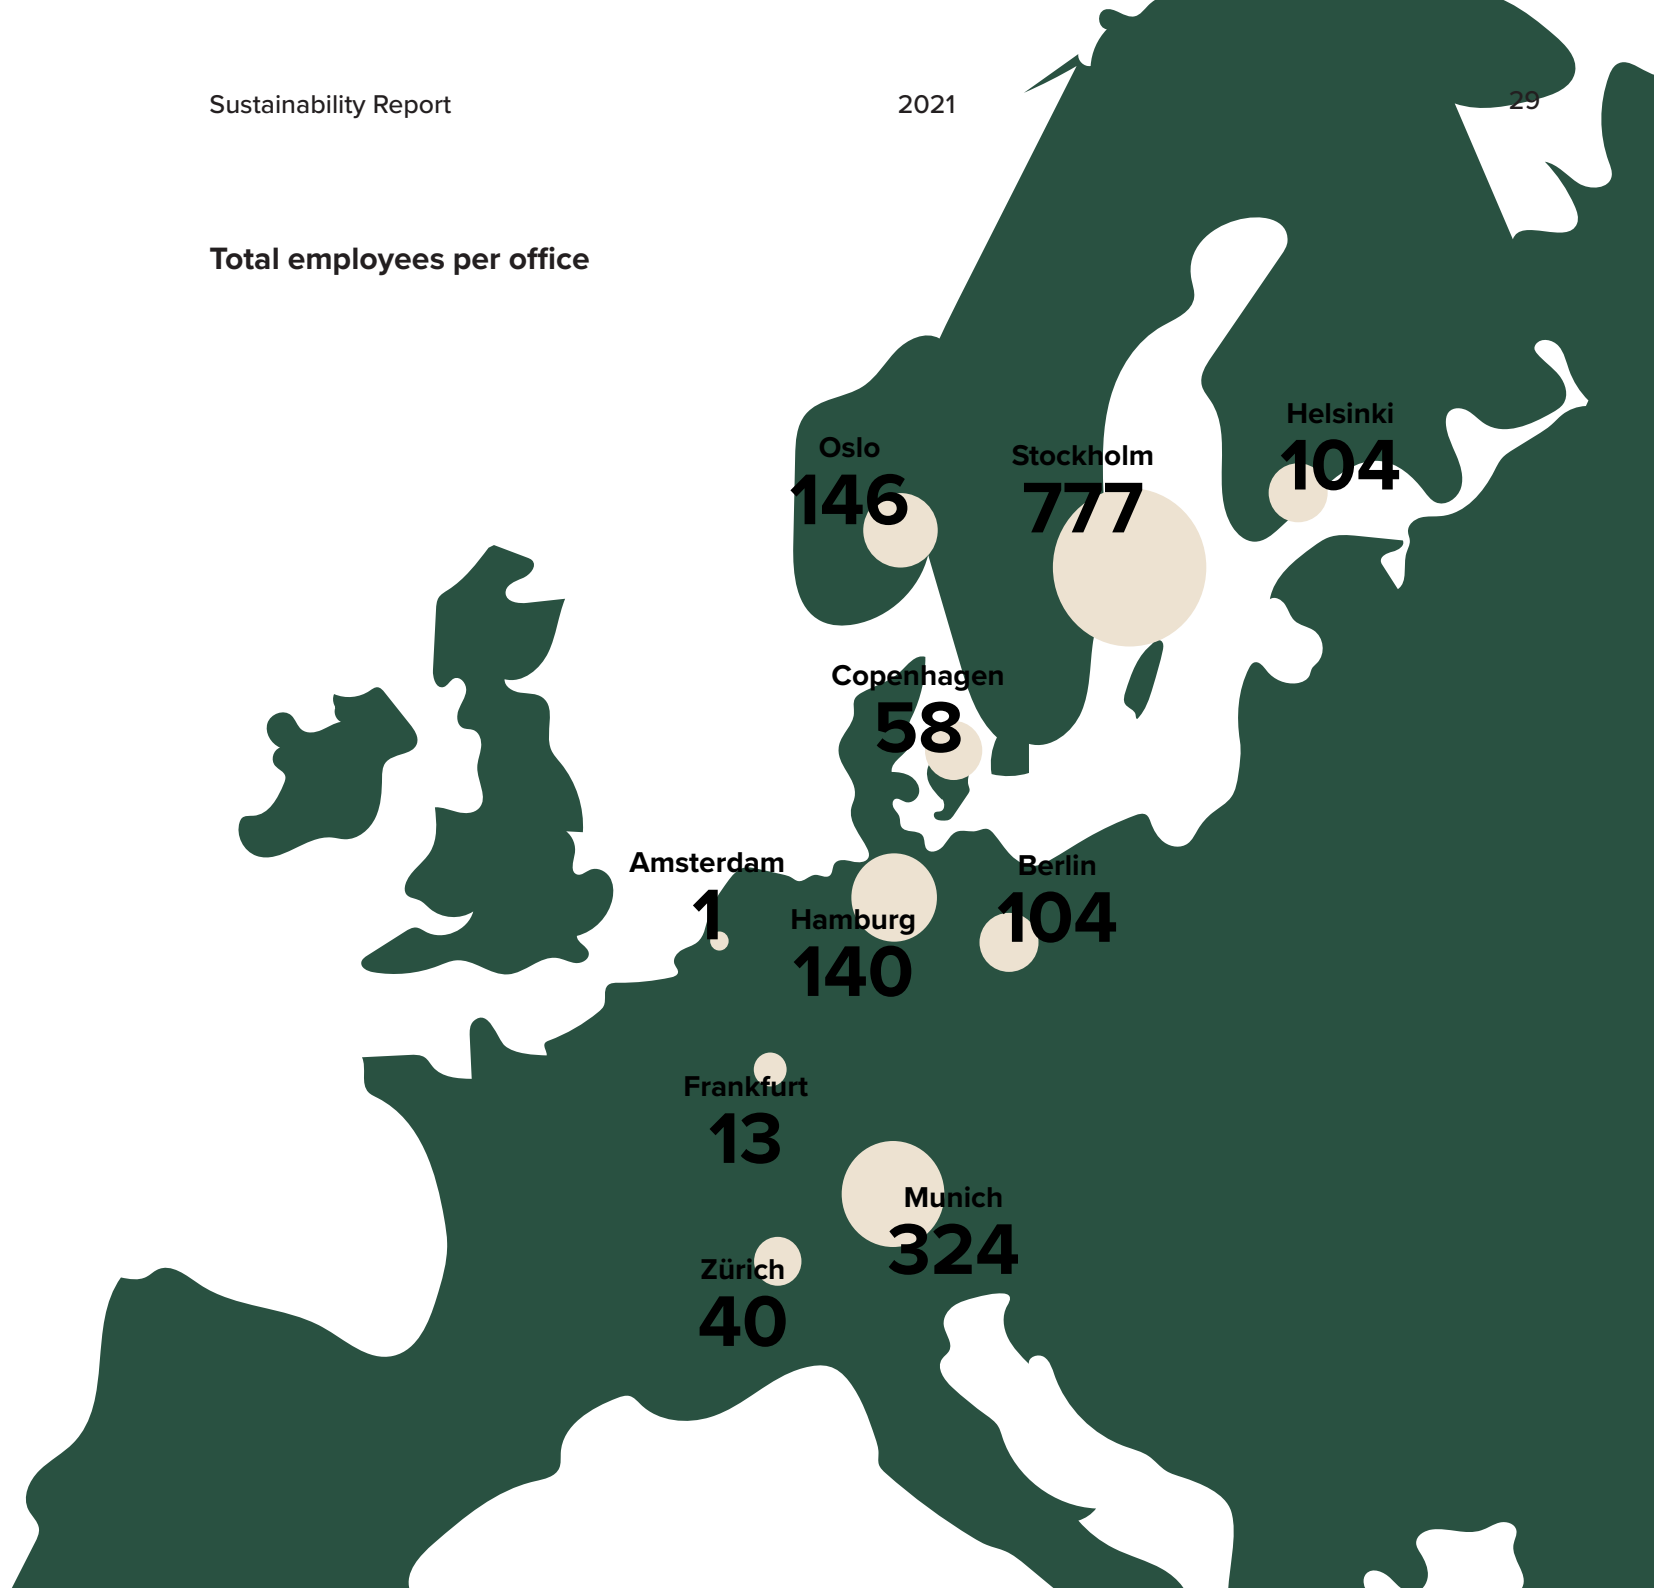 Sustainability Report
2021
29
Total employees per office
Helsinki
104
Oslo
146
Stockholm
777
Copenhagen
58
Amsterdam
1
Hamburg
140
Berlin
104
Frankfurt
13
Munich
324
Zürich
40